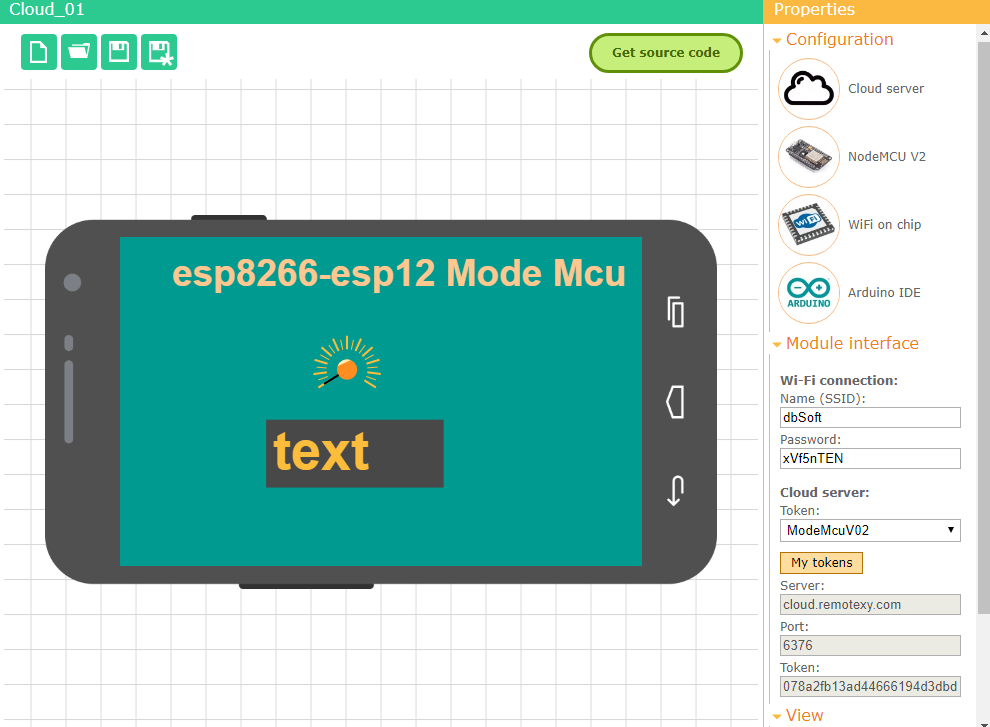 Cloud_01
Get source code
esp8266-esp12 Mode Mcu
text
Properties
Configuration
Cloud server
NodeMCU V2
WiFi
WiFi on chip
ARDUINO
Arduino IDE
Module interface
Wi-Fi connection:
Name (SSID):
dbSoft
Password:
xVf5nTEN
Cloud server:
Token:
ModeMcuV02
My tokens
Server:
cloud.remotexy.com
Port:
6376
Token:
078a2fb13ad44666194d3dbd
View